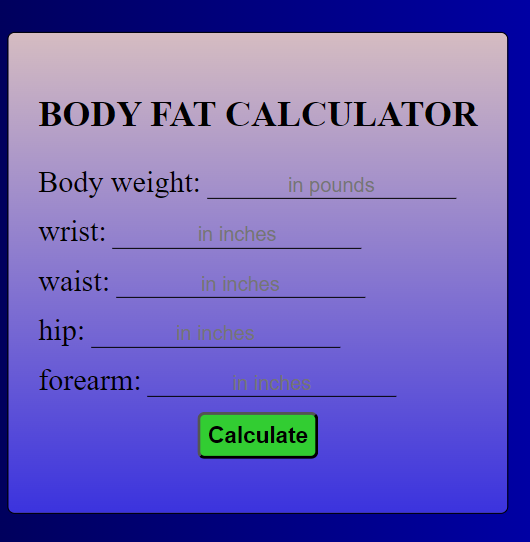 BODY FAT CALCULATOR
Body weight: in pounds
wrist: in inches
waist: in inches
hip: in inches
forearm: in inches
Calculate